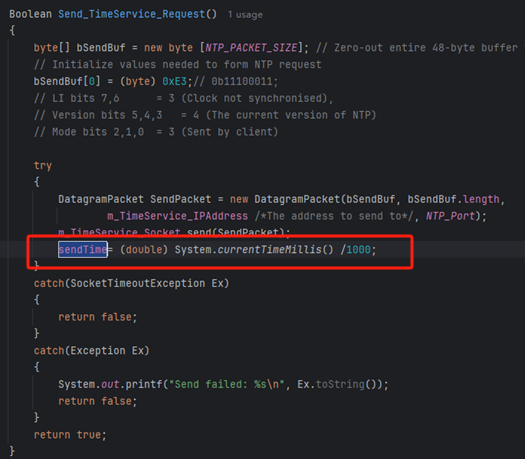 Boolean Send_TimeService_Request() 1 usage
{
byte[] bSendBuf = new byte [NTP_PACKET_SIZE]; // Zero-out entire 48-byte buffer
// Initialize values needed to form NTP request
bSendBuf[0] = (byte) 0xE3;// 0b11100011;
// LI bits 7,6 = 3 (Clock not synchronised),
// Version bits 5,4,3 = 4 (The current version of NTP)
// Mode bits 2,1,0 = 3 (Sent by client)
try
{
DatagramPacket SendPacket = new DatagramPacket(bSendBuf, bSendBuf.length,
m_TimeService_IPAddress /*The address to send to*/, NTP_Port);
m_TimeService_Socket.send(SendPacket);
sendTime= (double) System.currentTimeMillis() /1000;
}
catch(SocketTimeoutException Ex)
{
return false;
}
catch(Exception Ex)
{
System.out.printf("Send failed: %s\n", Ex.toString());
return false;
}
return true;
}